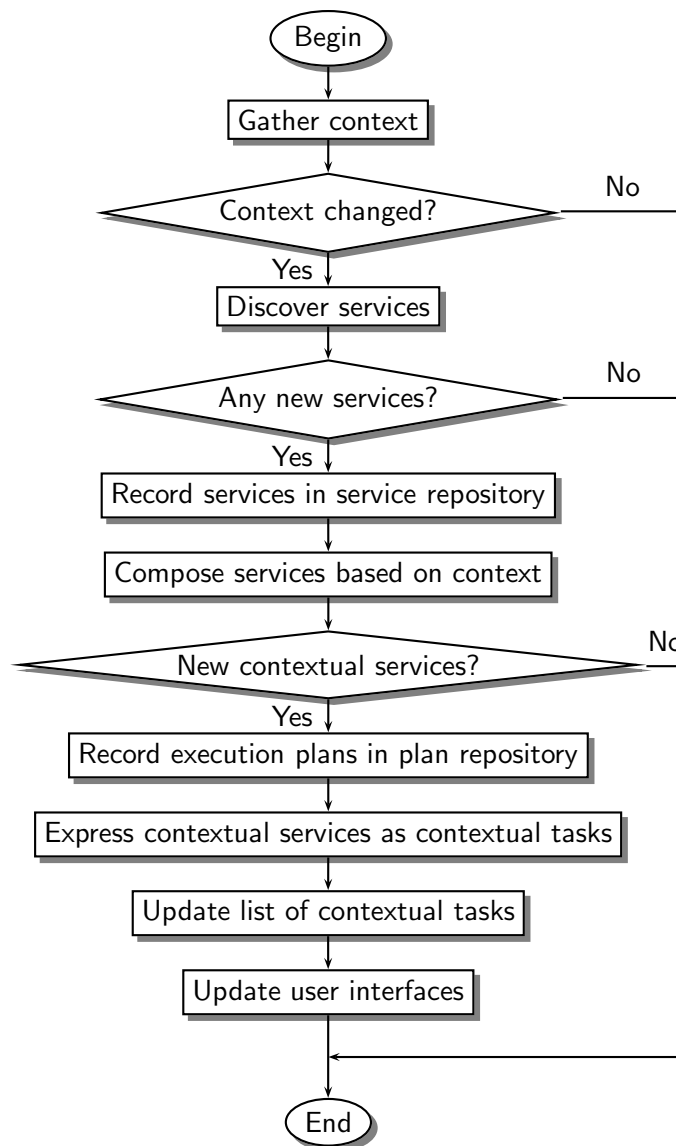 Begin
Gather context
Context changed?
No
Yes
Discover services
Any new services?
No
Yes
Record services in service repository
Compose services based on context
New contextual services?
No
Yes
Record execution plans in plan repository
Express contextual services as contextual tasks
Update list of contextual tasks
Update user interfaces
End